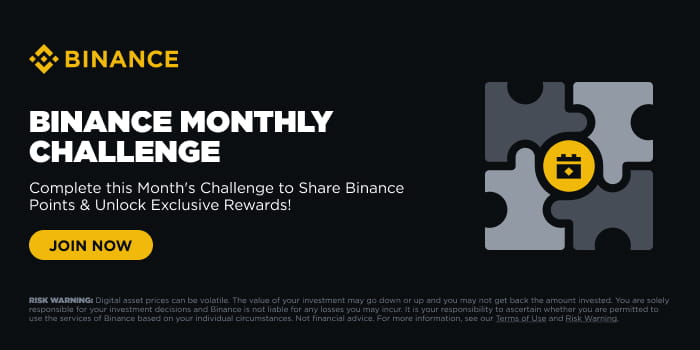 BINANCE
BINANCE MONTHLY
CHALLENGE
Complete this Month's Challenge to Share Binance
Points & Unlock Exclusive Rewards!
JOIN NOW
RISK WARNING: Digital asset prices can be volatile. The value of your investment may go down or up and you may not get back the amount invested. You are solely
responsible for your investment decisions and Binance is not liable for any losses you may incur. It is your responsibility to ascertain whether you are permitted to
use the services of Binance based on your individual circumstances. Not financial advice. For more information, see our Terms of Use and Risk Warning.